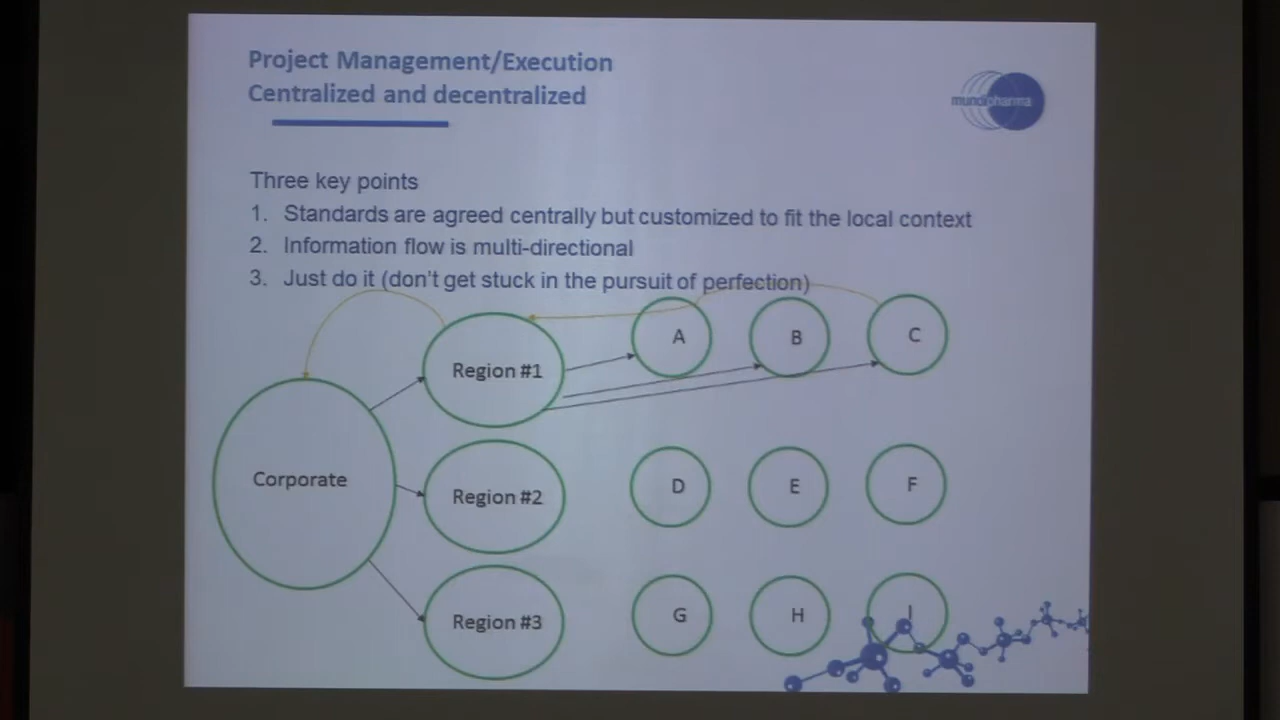 Project Management/Execution
Centralized and decentralized
mundipharma
Three key points
1. Standards are agreed centrally but customized to fit the local context
2. Information flow is multi-directional
3. Just do it (don't get stuck in the pursuit of perfection)
A
B
C
Region #1
Corporate
Region #2
D
E
F
Region #3
G
H
I